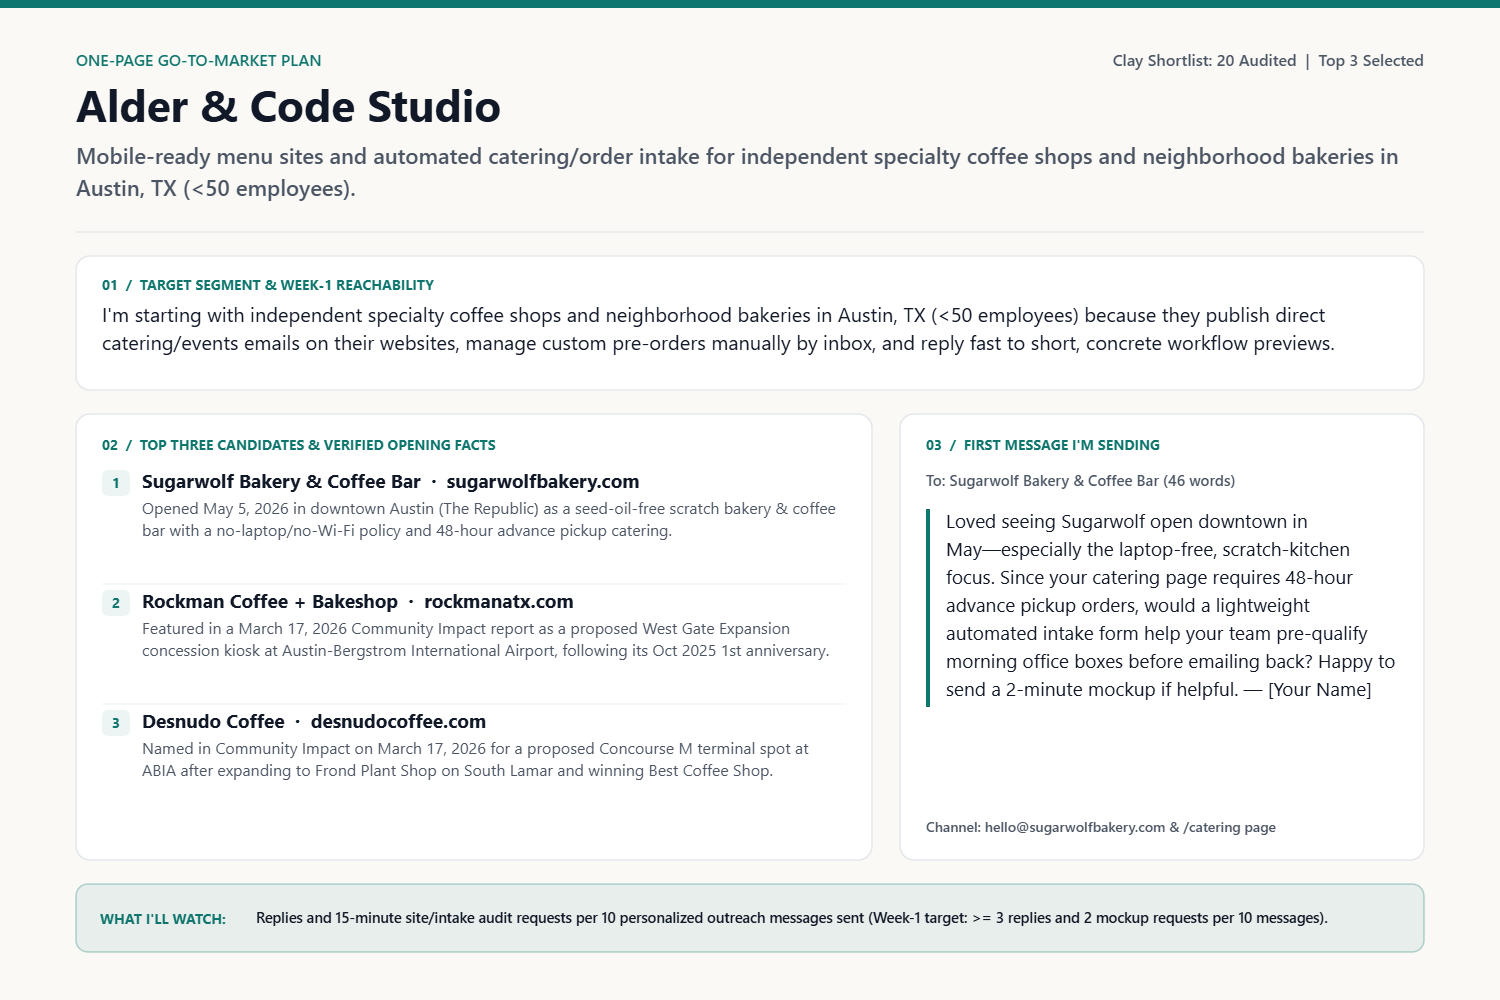 ONE-PAGE GO-TO-MARKET PLAN
Clay Shortlist: 20 Audited | Top 3 Selected
Alder & Code Studio
Mobile-ready menu sites and automated catering/order intake for independent specialty coffee shops and neighborhood bakeries in
Austin, TX (<50 employees).
01 / TARGET SEGMENT & WEEK-1 REACHABILITY
I'm starting with independent specialty coffee shops and neighborhood bakeries in Austin, TX (<50 employees) because they publish direct
catering/events emails on their websites, manage custom pre-orders manually by inbox, and reply fast to short, concrete workflow previews.
02 / TOP THREE CANDIDATES & VERIFIED OPENING FACTS
1 Sugarwolf Bakery & Coffee Bar · sugarwolfbakery.com
Opened May 5, 2026 in downtown Austin (The Republic) as a seed-oil-free scratch bakery & coffee
bar with a no-laptop/no-Wi-Fi policy and 48-hour advance pickup catering.
2 Rockman Coffee + Bakeshop · rockmanatx.com
Featured in a March 17, 2026 Community Impact report as a proposed West Gate Expansion
concession kiosk at Austin-Bergstrom International Airport, following its Oct 2025 1st anniversary.
3 Desnudo Coffee · desnudocoffee.com
Named in Community Impact on March 17, 2026 for a proposed Concourse M terminal spot at
ABIA after expanding to Frond Plant Shop on South Lamar and winning Best Coffee Shop.
03 / FIRST MESSAGE I'M SENDING
To: Sugarwolf Bakery & Coffee Bar (46 words)
Loved seeing Sugarwolf open downtown in
May—especially the laptop-free, scratch-kitchen
focus. Since your catering page requires 48-hour
advance pickup orders, would a lightweight
automated intake form help your team pre-qualify
morning office boxes before emailing back? Happy to
send a 2-minute mockup if helpful. — [Your Name]
Channel: hello@sugarwolfbakery.com & /catering page
WHAT I'LL WATCH: Replies and 15-minute site/intake audit requests per 10 personalized outreach messages sent (Week-1 target: >= 3 replies and 2 mockup requests per 10 messages).